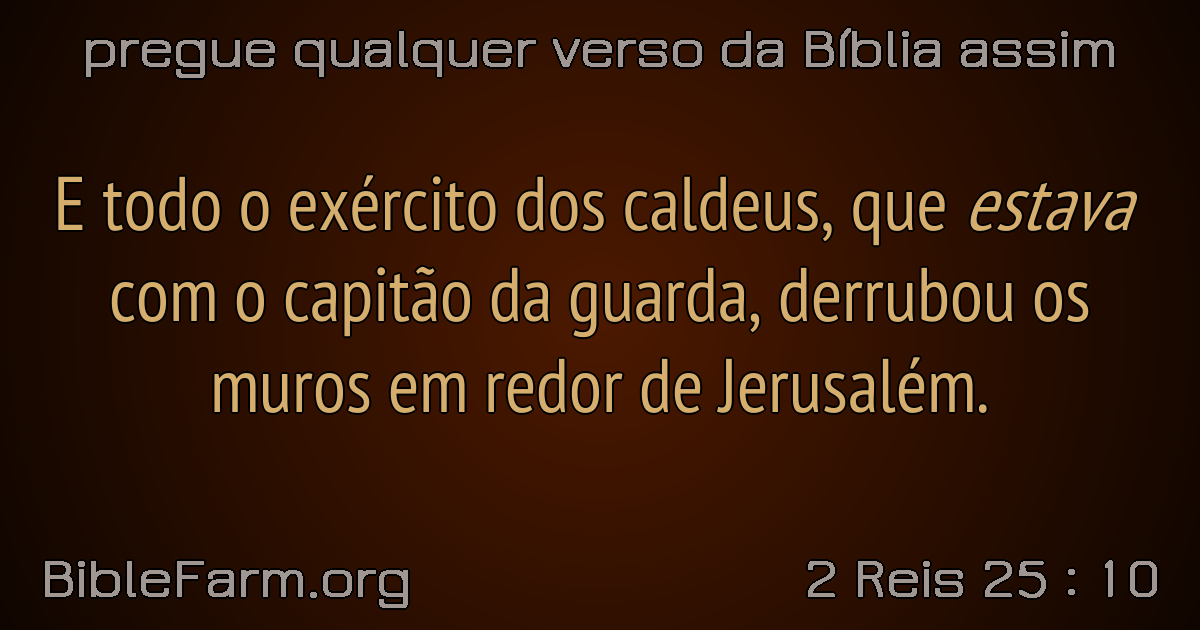 pregue qualquer verso da Bíblia assim
E todo o exército dos caldeus, que estava
com o capitão da guarda, derrubou os
muros em redor de Jerusalém.
BibleFarm.org
2 Reis 25 : 10